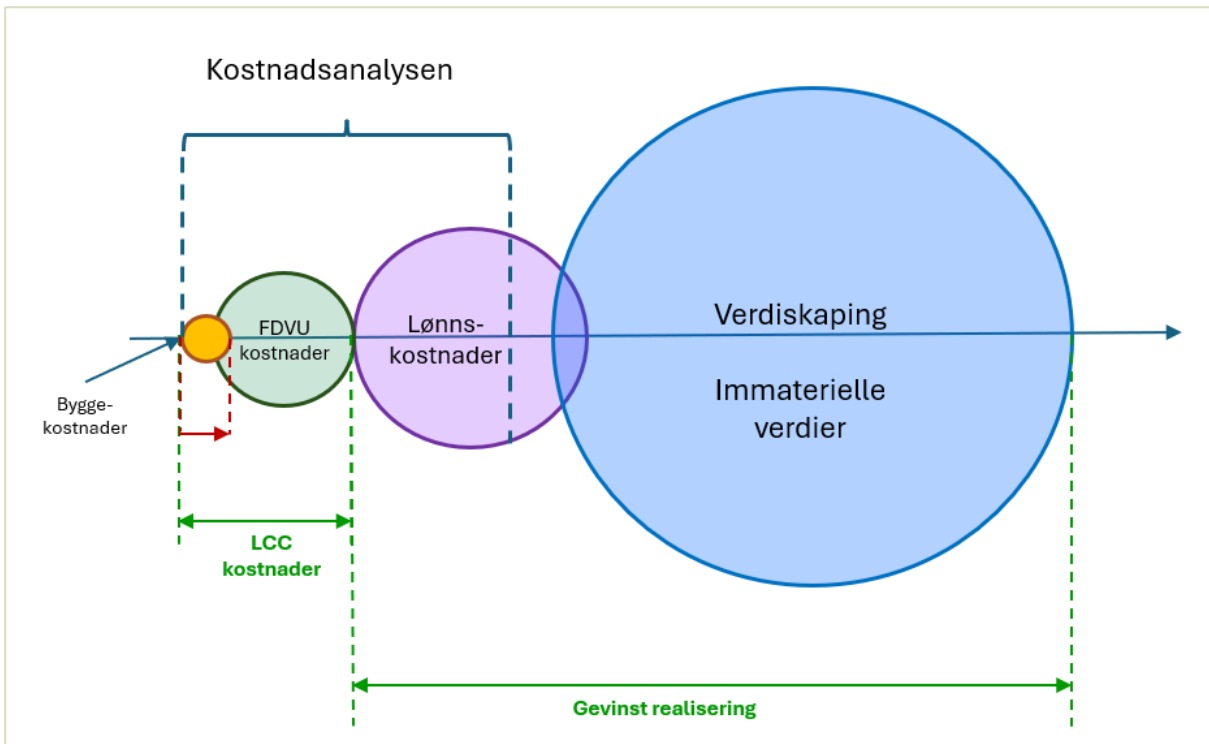 Kostnadsanalysen
FDVU
kostnader
Lønns-
kostnader
Verdiskaping
Immaterielle
verdier
Bygge-
kostnader
LCC
kostnader
Gevinst realisering